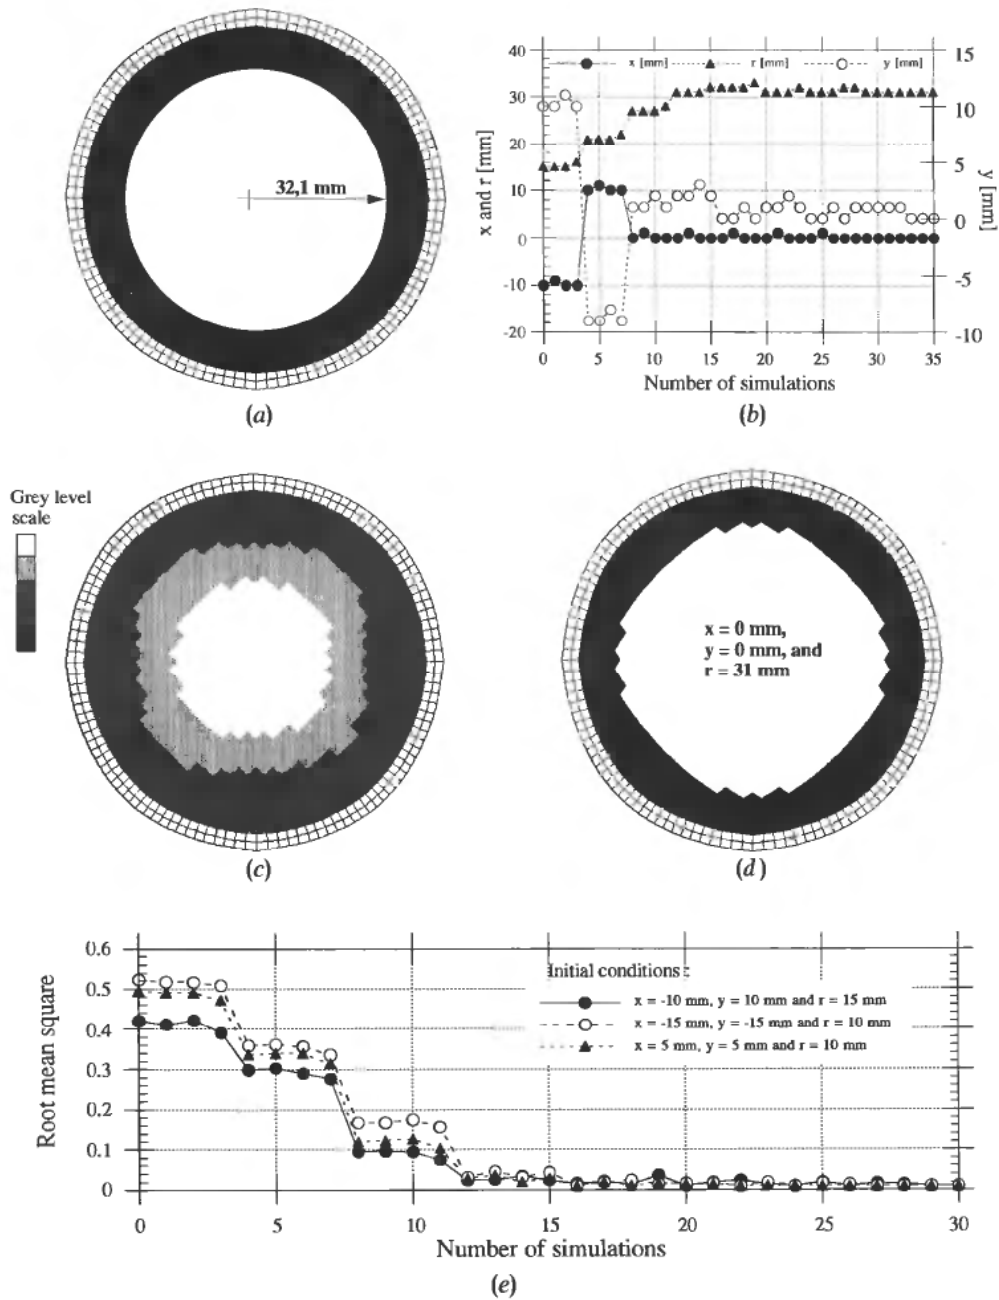 32,1 mm
(a)
x [mm] r [mm] y [mm]
40
30
20
10
0
-10
-20
x and r [mm]
15
10
5
0
-5
-10
y [mm]
0 5 10 15 20 25 30 35
Number of simulations
(b)
Grey level
scale
(c)
x = 0 mm,
y = 0 mm, and
r = 31 mm
(d)
0.6
0.5
0.4
0.3
0.2
0.1
0
Root mean square
Initial conditions :
x = -10 mm, y = 10 mm and r = 15 mm
x = -15 mm, y = -15 mm and r = 10 mm
x = 5 mm, y = 5 mm and r = 10 mm
0 5 10 15 20 25 30
Number of simulations
(e)